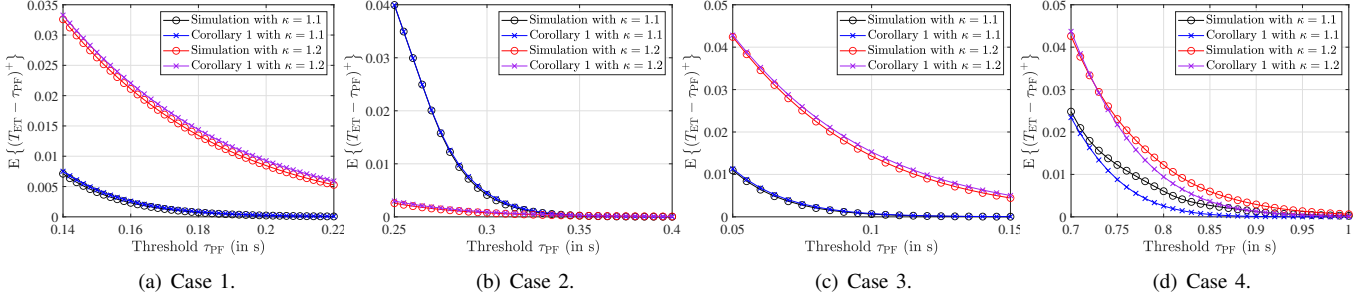 E {(T_ET − τ_PF)^+}
0.035
0.03
0.025
0.02
0.015
0.01
0.005
0
0.14
0.16
0.18
0.2
0.22
Threshold τ_PF (in s)
Simulation with κ = 1.1
Corollary 1 with κ = 1.1
Simulation with κ = 1.2
Corollary 1 with κ = 1.2
(a) Case 1.
E {(T_ET − τ_PF)^+}
0.04
0.03
0.02
0.01
0
0.25
0.3
0.35
0.4
Threshold τ_PF (in s)
Simulation with κ = 1.1
Corollary 1 with κ = 1.1
Simulation with κ = 1.2
Corollary 1 with κ = 1.2
(b) Case 2.
E {(T_ET − τ_PF)^+}
0.05
0.04
0.03
0.02
0.01
0
0.05
0.1
0.15
Threshold τ_PF (in s)
Simulation with κ = 1.1
Corollary 1 with κ = 1.1
Simulation with κ = 1.2
Corollary 1 with κ = 1.2
(c) Case 3.
E {(T_ET − τ_PF)^+}
0.05
0.04
0.03
0.02
0.01
0
0.7
0.75
0.8
0.85
0.9
0.95
1
Threshold τ_PF (in s)
Simulation with κ = 1.1
Corollary 1 with κ = 1.1
Simulation with κ = 1.2
Corollary 1 with κ = 1.2
(d) Case 4.